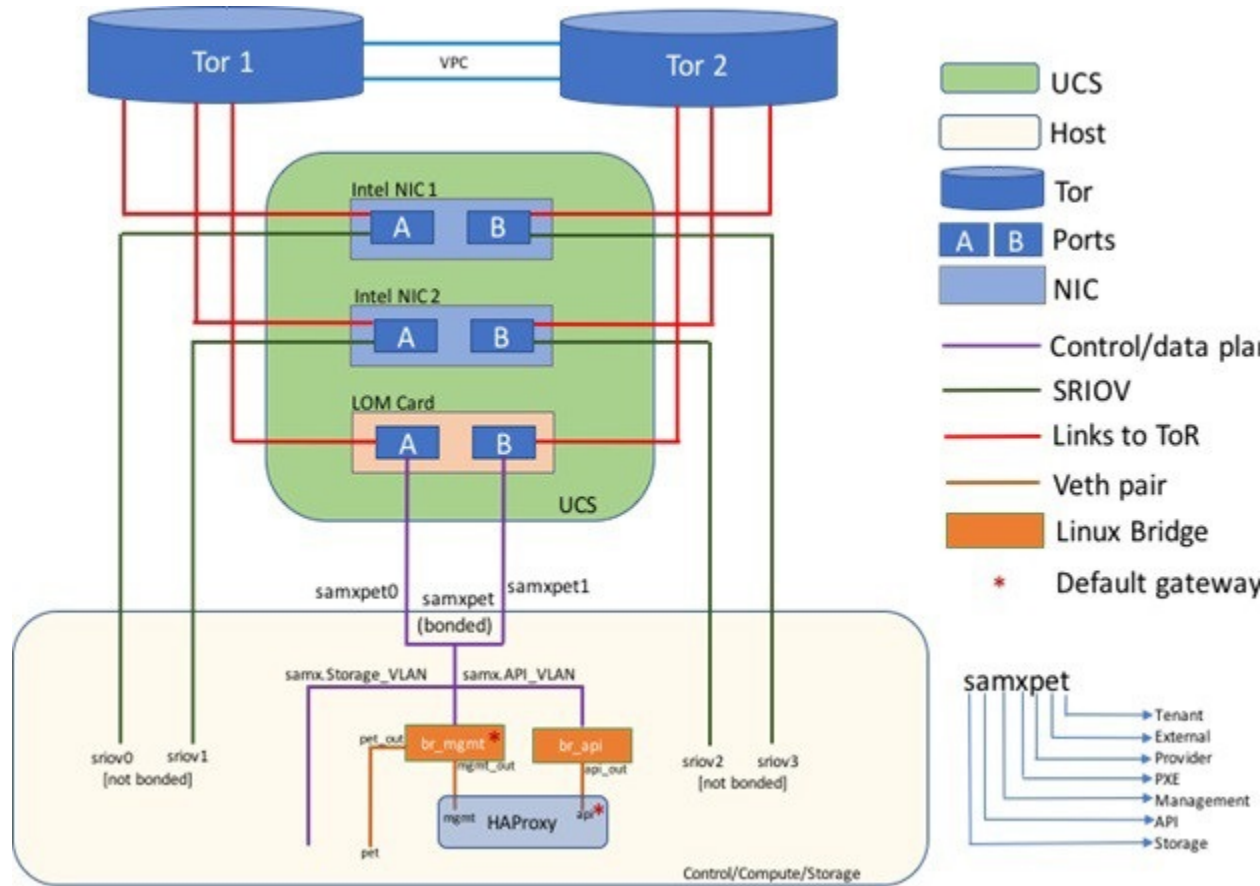 Tor 1
VPC
Tor 2
UCS
Host
Tor
A B Ports
NIC
Control/data plan
SRIOV
Links to ToR
Veth pair
Linux Bridge
* Default gateway
Intel NIC 1
A B
Intel NIC 2
A B
LOM Card
A B
UCS
samxpet0
samxpet
(bonded)
samxpet1
samx.Storage_VLAN
samx.API_VLAN
pet_out
br_mgmt *
br_api
mgmt_out
api_out
mgmt
HAProxy
api *
pet
sriov0
sriov1
[not bonded]
sriov2
sriov3
[not bonded]
Control/Compute/Storage
samxpet
Tenant
External
Provider
PXE
Management
API
Storage